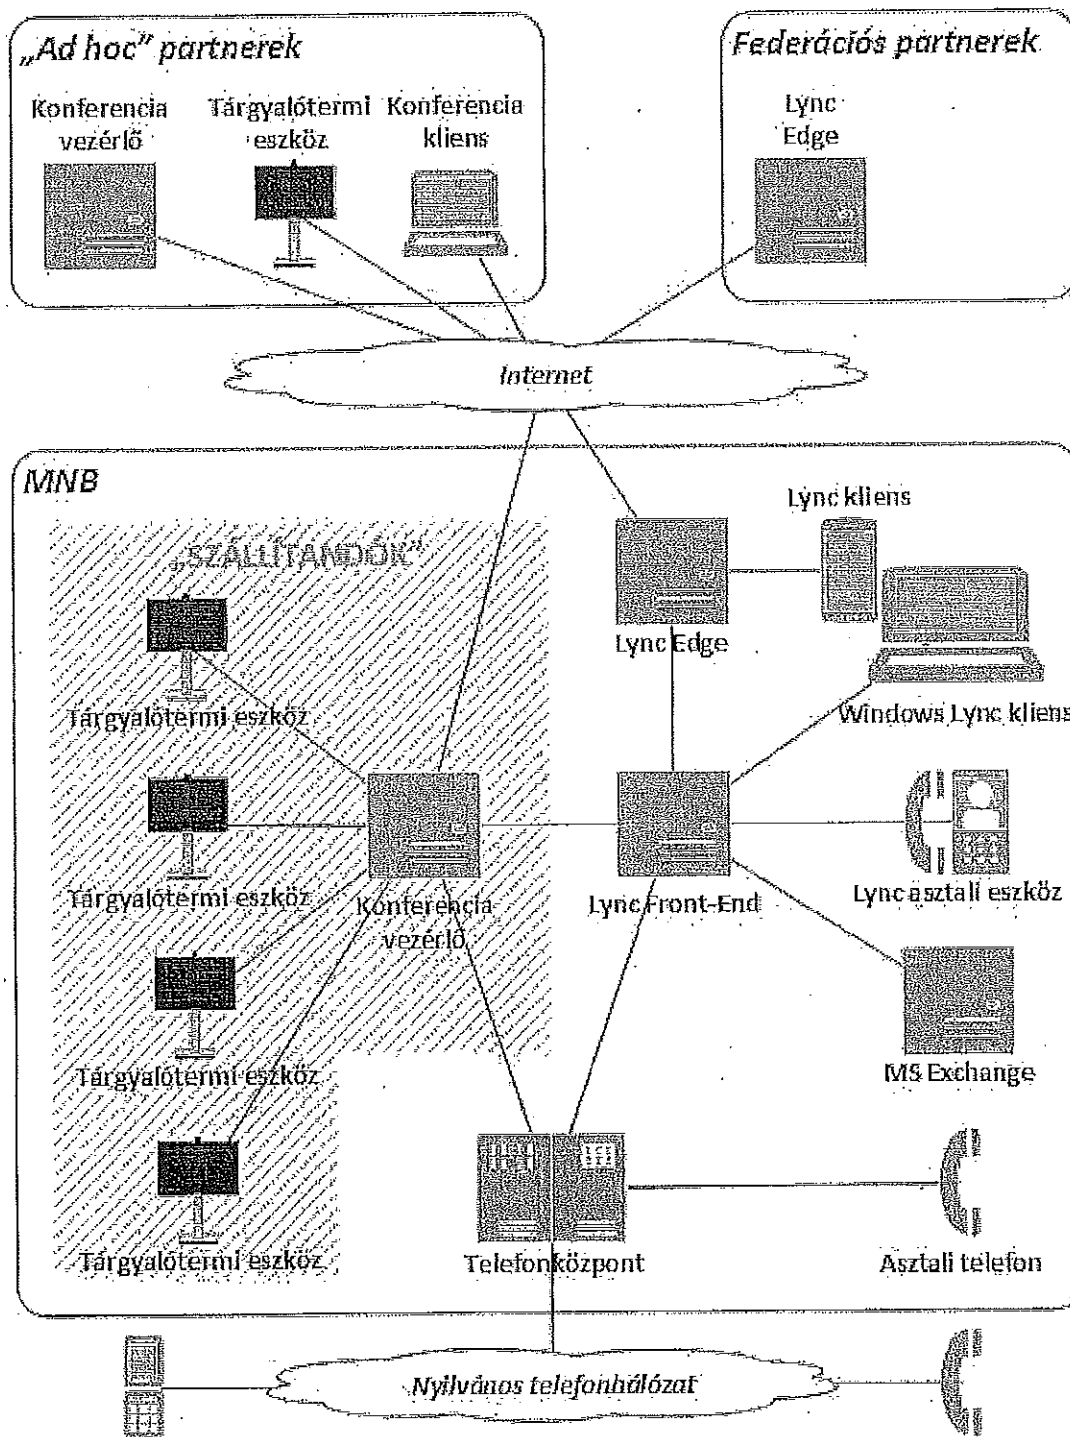 „Ad hoc” partnerek
Federációs partnerek
Konferencia
vezérlő
Tárgyalótermi
eszköz
Konferencia
kliens
Lync
Edge
Internet
MNB
„SZÁLLÍTANDÓK”
Lync kliens
Lync Edge
Tárgyalótermi eszköz
Windows Lync kliens
Tárgyalótermi eszköz
Konferencia
vezérlő
Lync Front-End
Lync asztali eszköz
Tárgyalótermi eszköz
MS Exchange
Tárgyalótermi eszköz
Telefonközpont
Asztali telefon
Nyilvános telefonhálózat